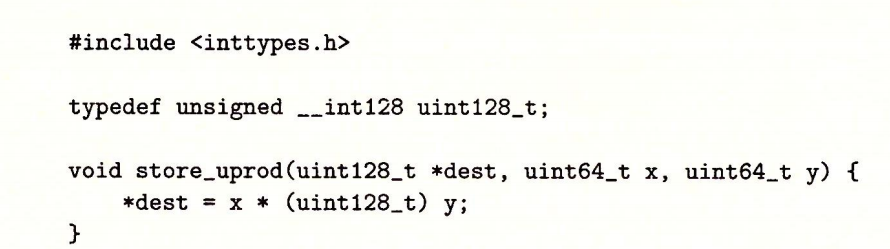 #include <inttypes.h>
typedef unsigned __int128 uint128_t;
void store_uprod(uint128_t *dest, uint64_t x, uint64_t y) {
*dest = x * (uint128_t) y;
}